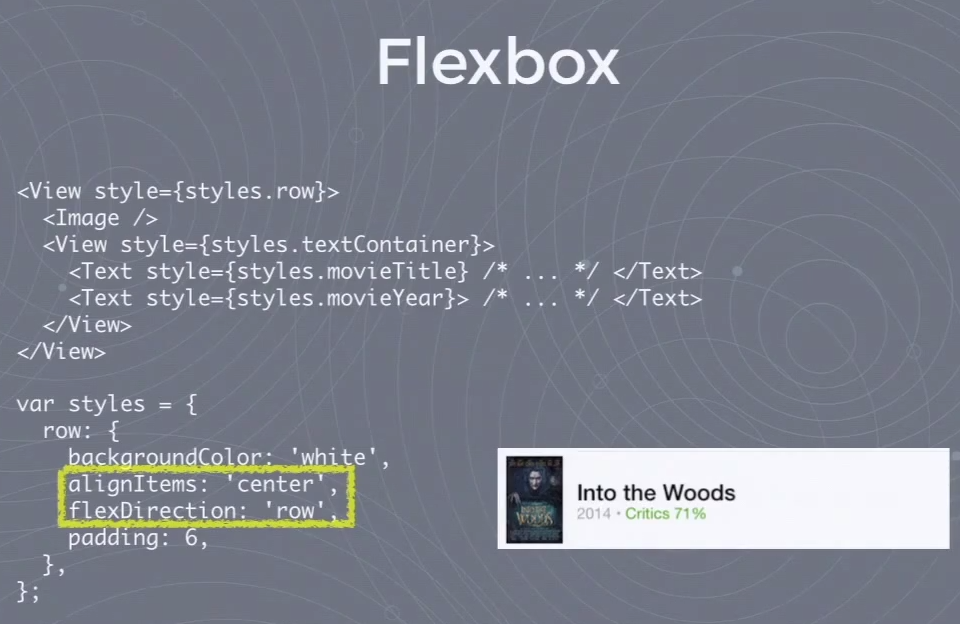 Flexbox
<View style={styles.row}>
<Image />
<View style={styles.textContainer}>
<Text style={styles.movieTitle} /* ... */ </Text>
<Text style={styles.movieYear}> /* ... */ </Text>
</View>
</View>
var styles = {
row: {
backgroundColor: 'white',
alignItems: 'center',
flexDirection: 'row',
padding: 6,
},
};
Into the Woods
2014 • Critics 71%